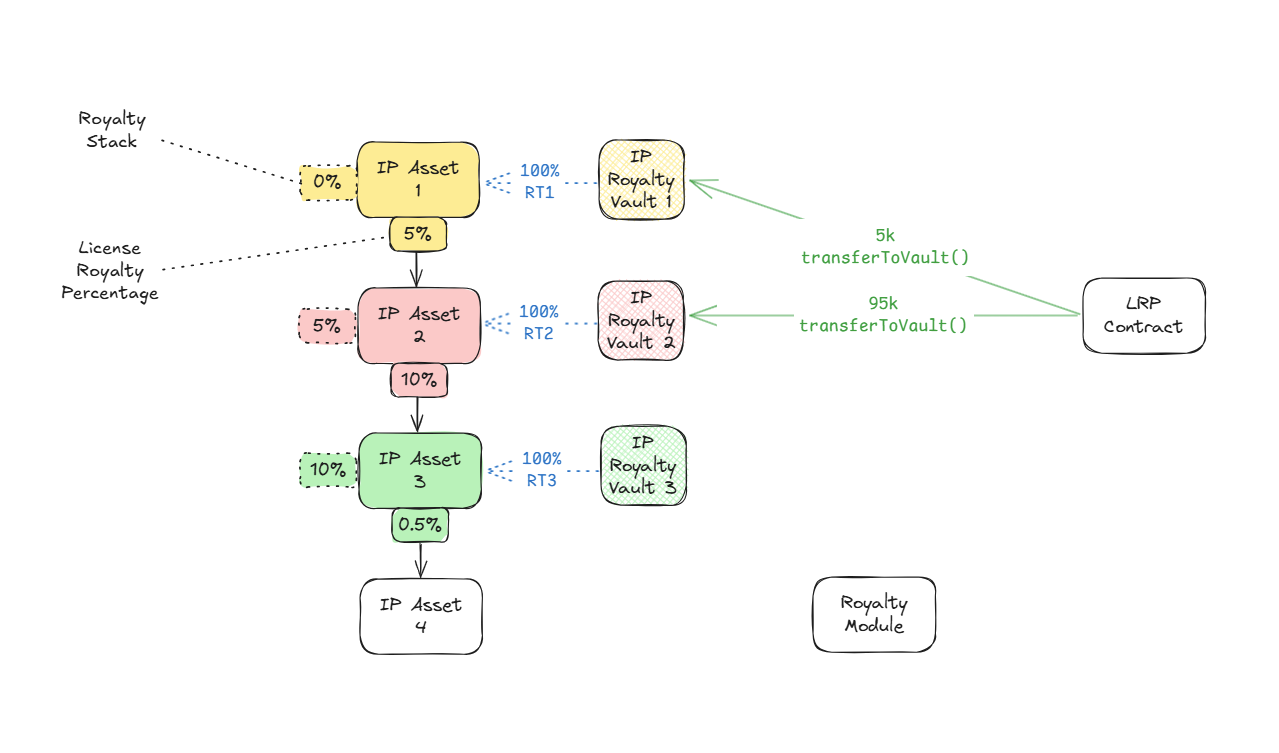 Royalty
Stack
0%
IP Asset
1
100%
RT1
IP
Royalty
Vault 1
5%
5k
transferToVault()
License
Royalty
Percentage
5%
IP Asset
2
100%
RT2
IP
Royalty
Vault 2
95k
transferToVault()
LRP
Contract
10%
10%
IP Asset
3
100%
RT3
IP
Royalty
Vault 3
0.5%
IP Asset
4
Royalty
Module